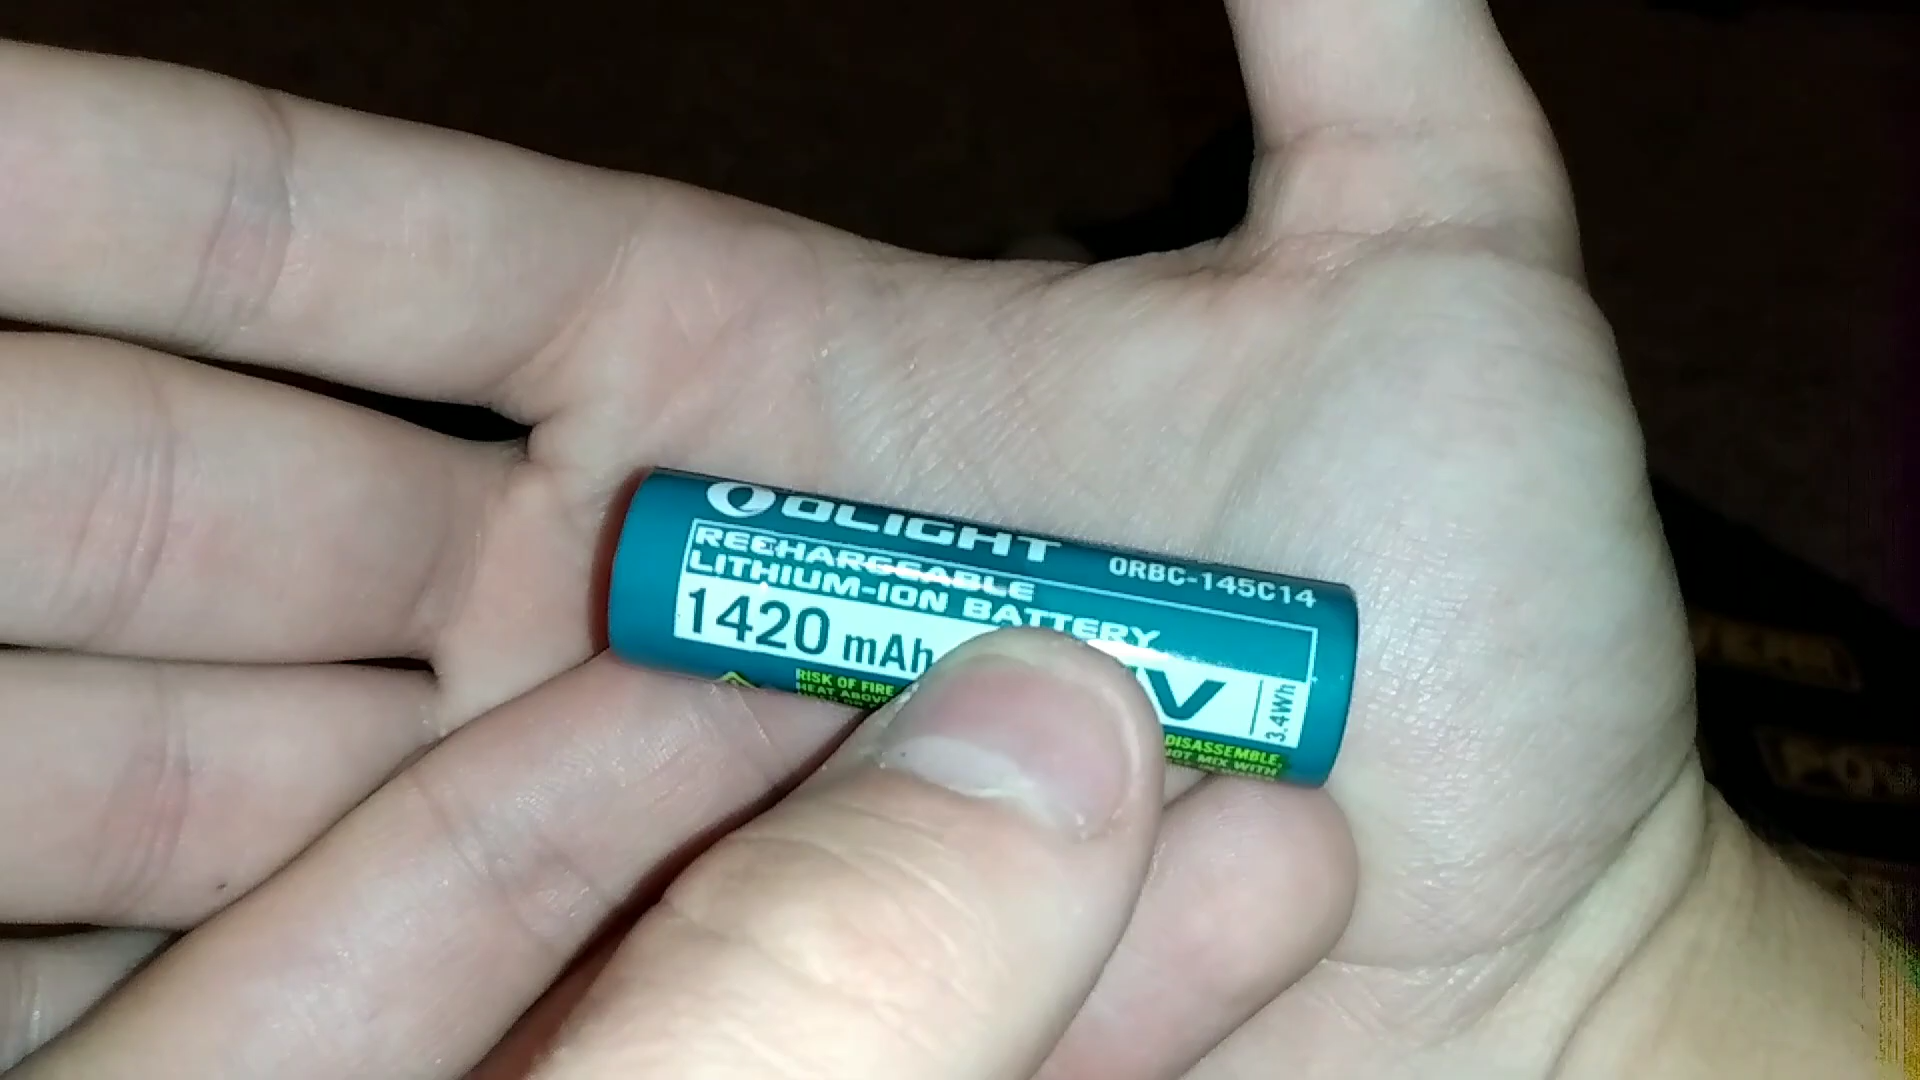 OLIGHT
ORBC-145C14
RECHARGEABLE
LITHIUM-ION BATTERY
1420 mAh
V
3.4Wh
RISK OF FIRE
HEAT ABOVE
DISASSEMBLE,
NOT MIX WITH